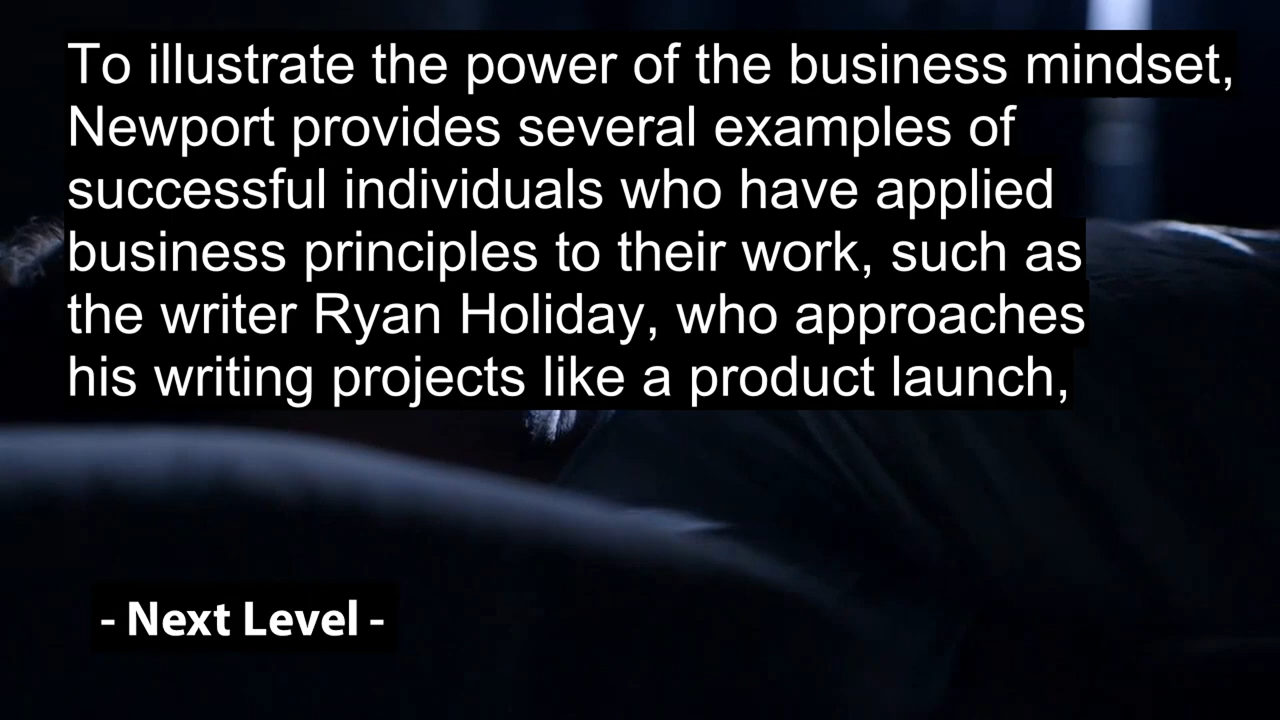 To illustrate the power of the business mindset,
Newport provides several examples of
successful individuals who have applied
business principles to their work, such as
the writer Ryan Holiday, who approaches
his writing projects like a product launch,
- Next Level -